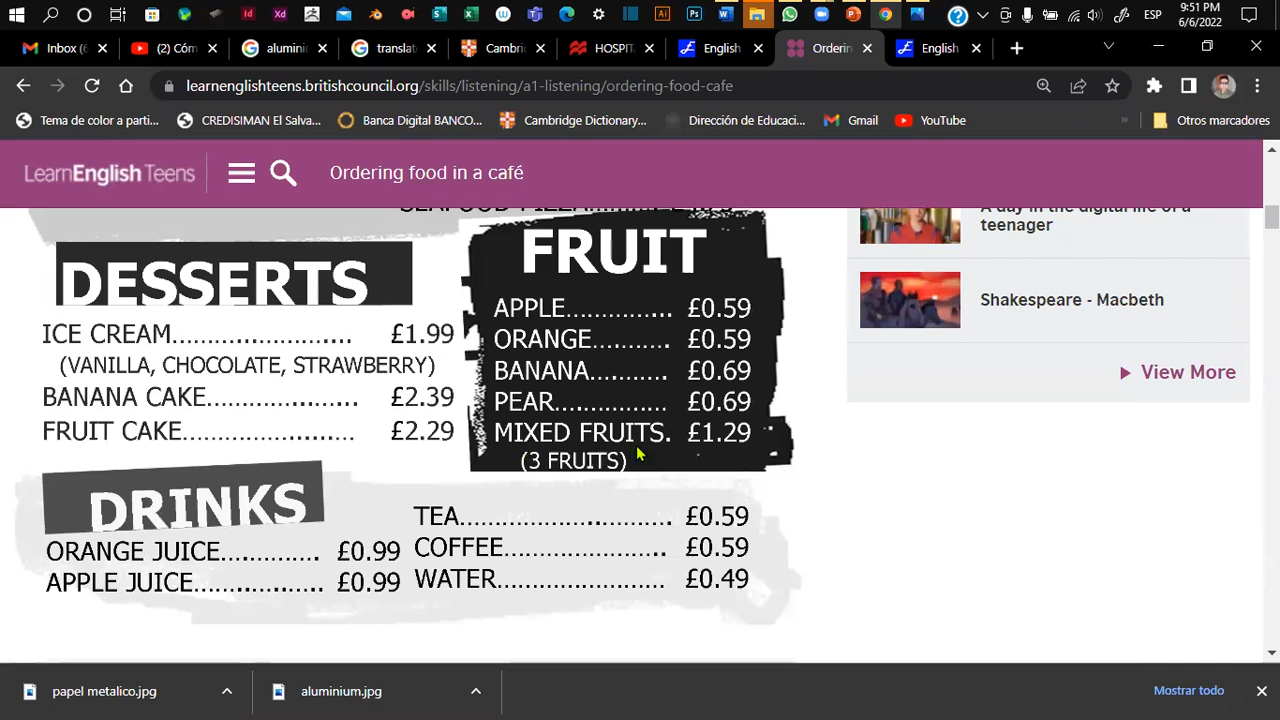 9:51 PM
ESP
6/6/2022
Inbox (6
(2) Cóm
aluminio
translat
Cambri
HOSPIT
English
Orderin
English
learnenglishteens.britishcouncil.org/skills/listening/a1-listening/ordering-food-cafe
Tema de color a parti...
CREDISIMAN El Salva...
Banca Digital BANCO...
Cambridge Dictionary...
Dirección de Educaci...
Gmail
YouTube
»
Otros marcadores
LearnEnglish Teens
Ordering food in a café
A day in the digital life of a
teenager
Shakespeare - Macbeth
View More
DESSERTS
ICE CREAM........................ £1.99
(VANILLA, CHOCOLATE, STRAWBERRY)
BANANA CAKE.................... £2.39
FRUIT CAKE........................ £2.29
FRUIT
APPLE.............. £0.59
ORANGE.......... £0.59
BANANA.......... £0.69
PEAR............... £0.69
MIXED FRUITS. £1.29
(3 FRUITS)
DRINKS
ORANGE JUICE............. £0.99
APPLE JUICE................. £0.99
TEA............................. £0.59
COFFEE...................... £0.59
WATER....................... £0.49
papel metalico.jpg
aluminium.jpg
Mostrar todo